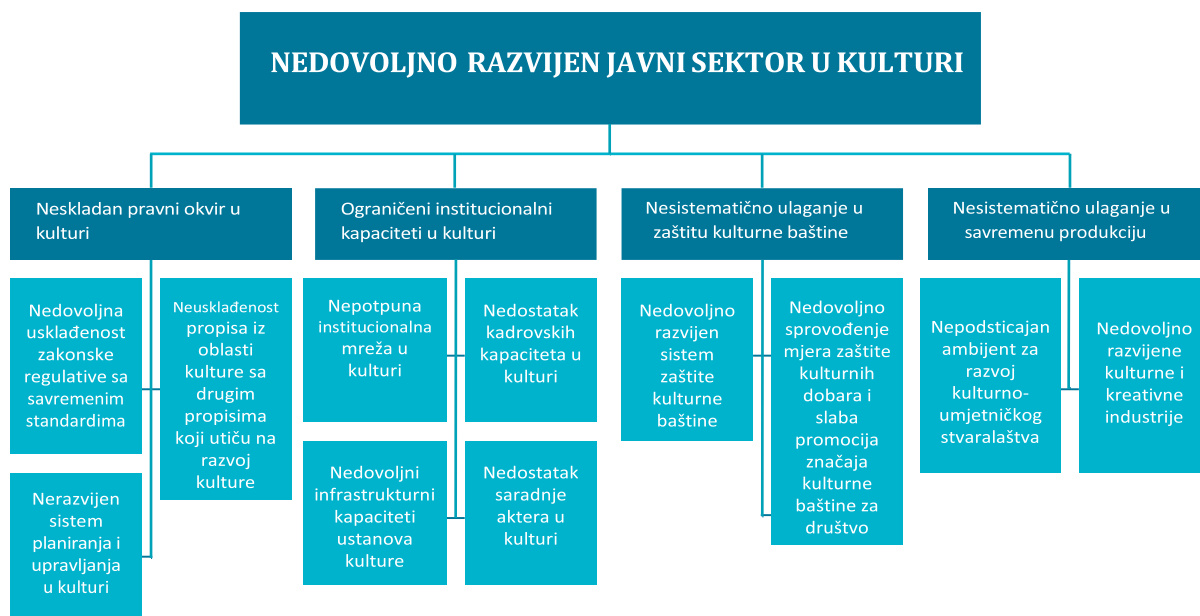 NEDOVOLJNO RAZVIJEN JAVNI SEKTOR U KULTURI
Neskladan pravni okvir u
kulturi
Nedovoljna
usklađenost
zakonske
regulative sa
savremenim
standardima
Neusklađenost
propisa iz
oblasti
kulture sa
drugim
propisima
koji utiču na
razvoj
kulture
Nerazvijen
sistem
planiranja i
upravljanja
u kulturi
Ograničeni institucionalni
kapaciteti u kulturi
Nepotpuna
institucionalna
mreža u
kulturi
Nedostatak
kadrovskih
kapaciteta u
kulturi
Nedovoljni
infrastrukturni
kapaciteti
ustanova
kulture
Nedostatak
saradnje
aktera u
kulturi
Nesistematično ulaganje u
zaštitu kulturne baštine
Nedovoljno
razvijen
sistem
zaštite
kulturne
baštine
Nedovoljno
sprovođenje
mjera zaštite
kulturnih
dobara i
slaba
promocija
značaja
kulturne
baštine za
društvo
Nesistematično ulaganje u
savremenu produkciju
Nepodsticajan
ambijent za
razvoj
kulturno-
umjetničkog
stvaralaštva
Nedovoljno
razvijene
kulturne i
kreativne
industrije